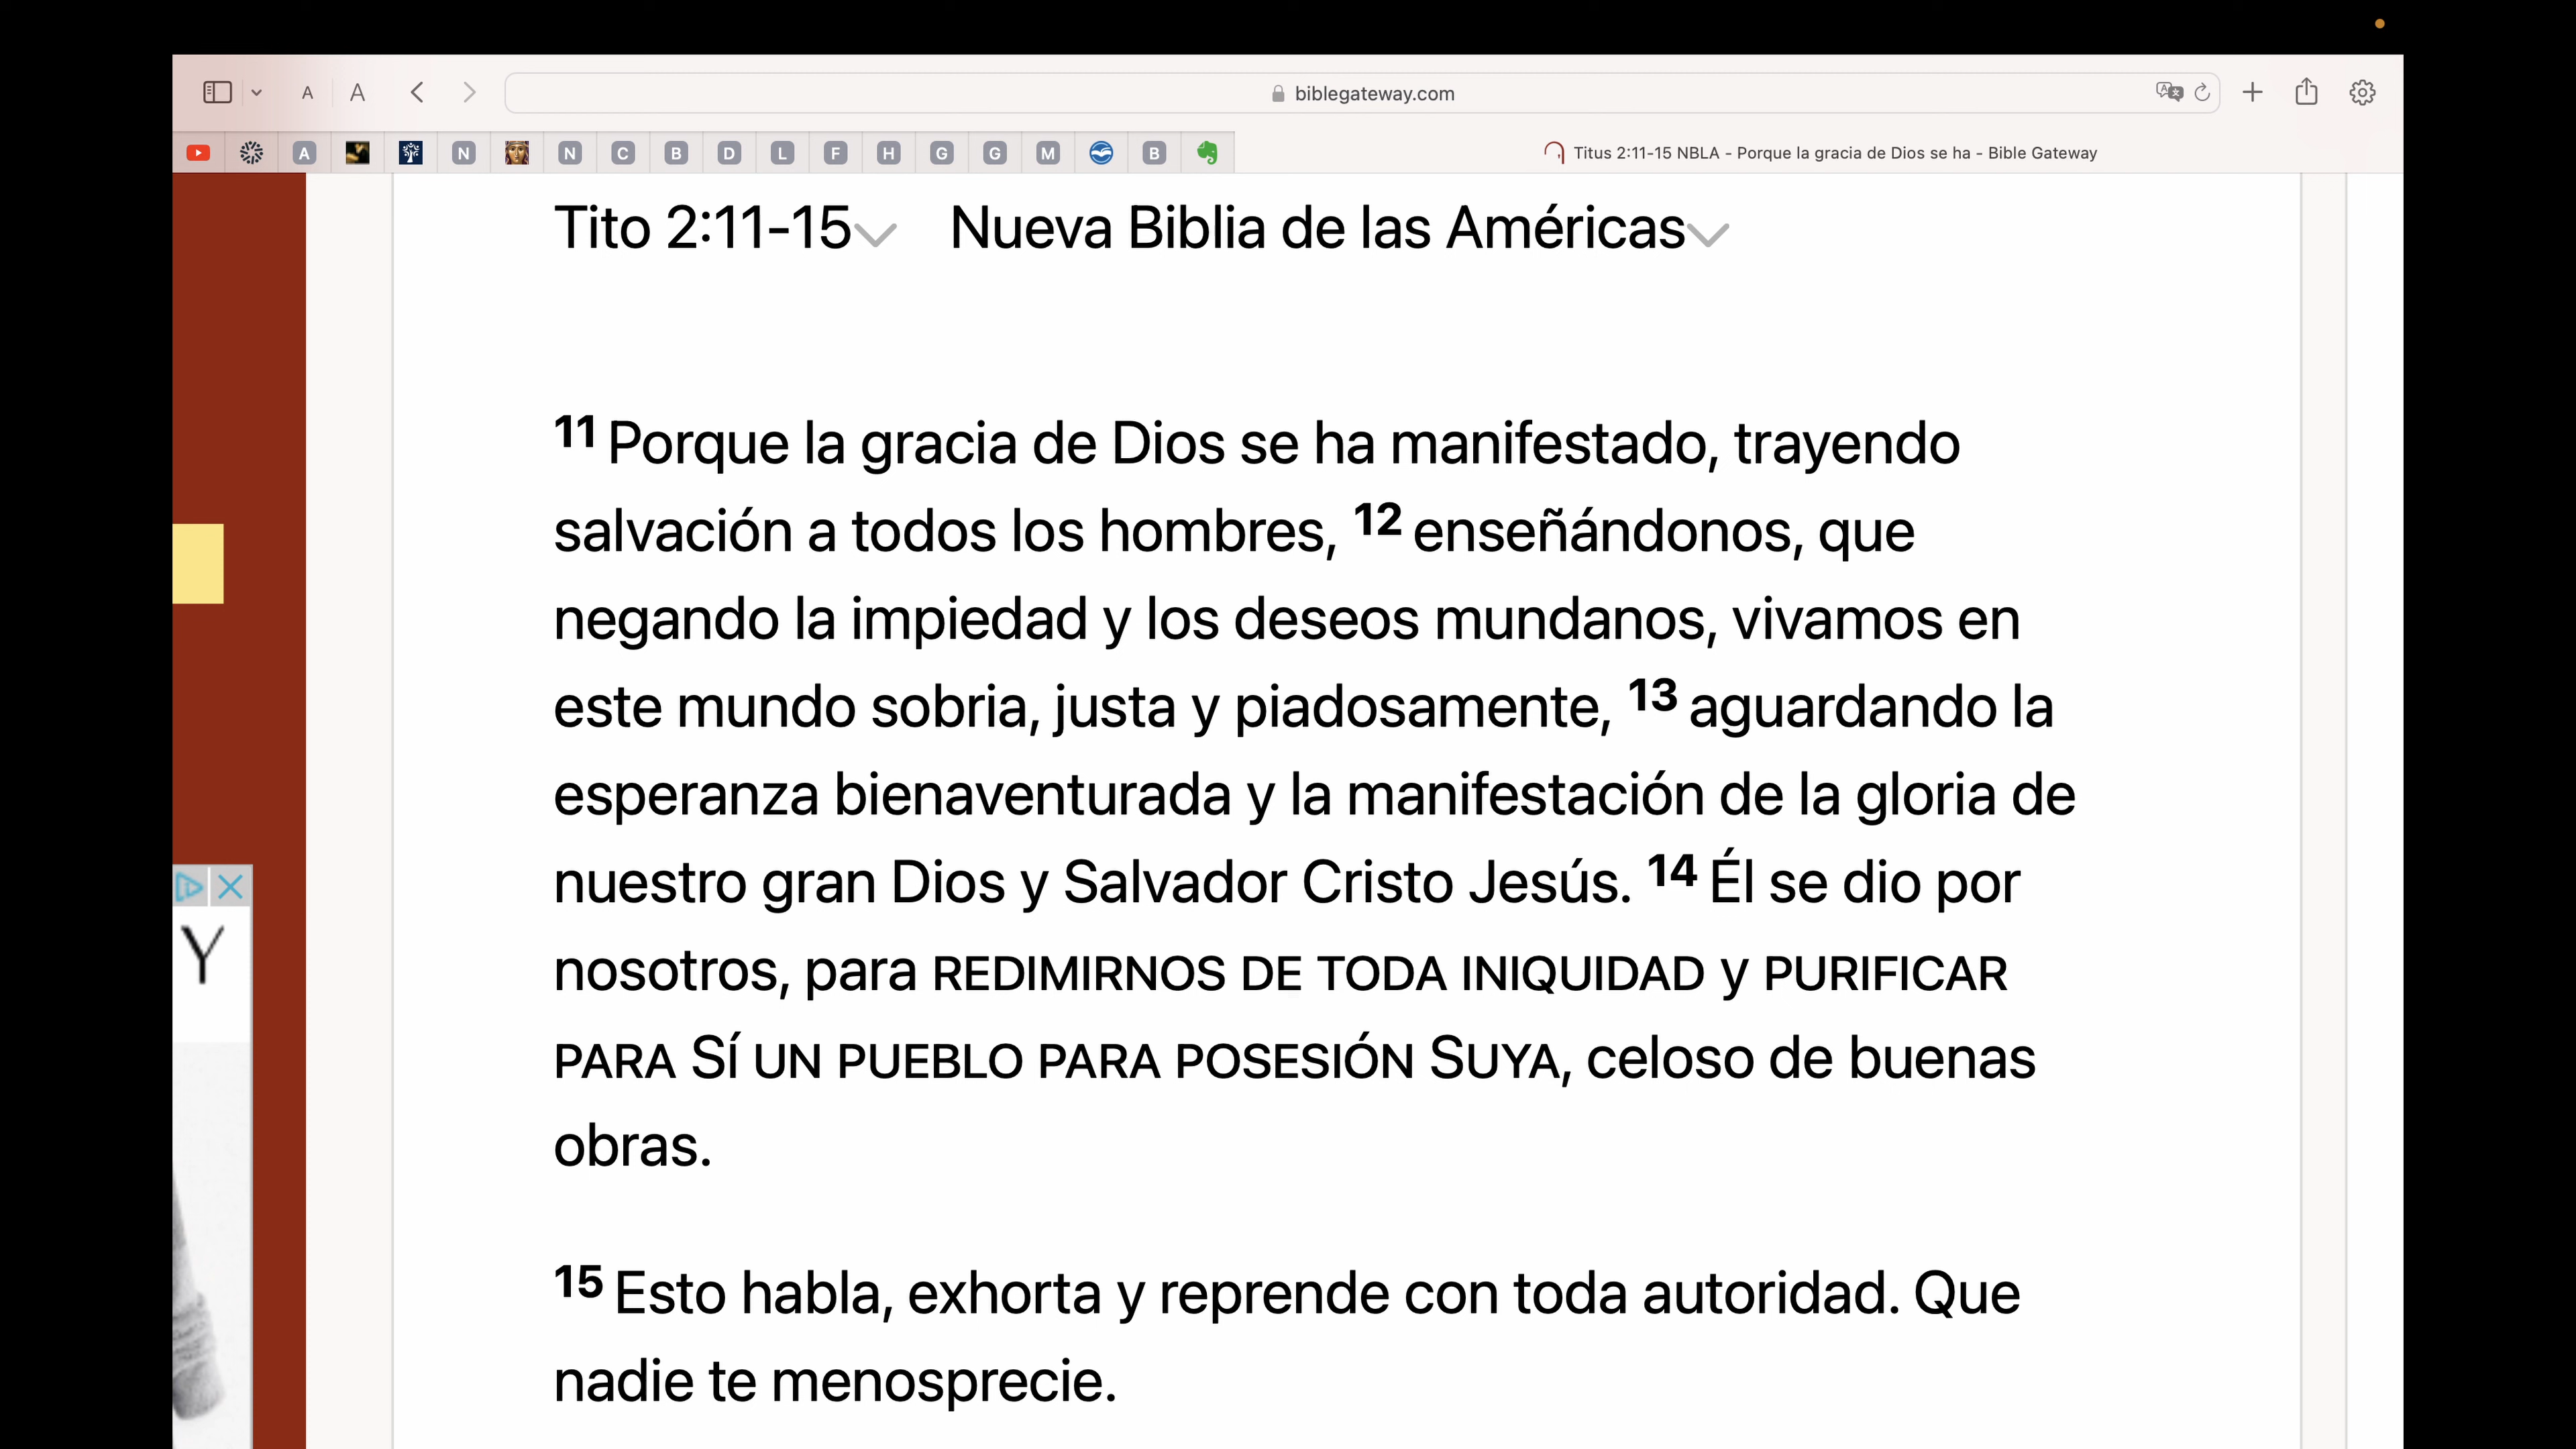 A A biblegateway.com
A N N C B D L F H G G M B Titus 2:11-15 NBLA - Porque la gracia de Dios se ha - Bible Gateway
Tito 2:11-15 Nueva Biblia de las Américas
11 Porque la gracia de Dios se ha manifestado, trayendo
salvación a todos los hombres, 12 enseñándonos, que
negando la impiedad y los deseos mundanos, vivamos en
este mundo sobria, justa y piadosamente, 13 aguardando la
esperanza bienaventurada y la manifestación de la gloria de
nuestro gran Dios y Salvador Cristo Jesús. 14 Él se dio por
nosotros, para REDIMIRNOS DE TODA INIQUIDAD y PURIFICAR
PARA SÍ UN PUEBLO PARA POSESIÓN SUYA, celoso de buenas
obras.
15 Esto habla, exhorta y reprende con toda autoridad. Que
nadie te menosprecie.
Y